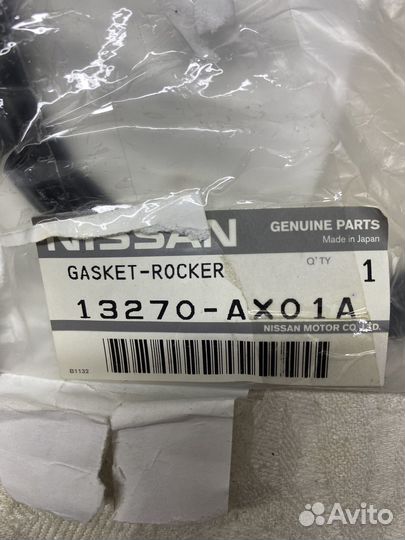 NISSAN
GENUINE PARTS
Made in Japan
GASKET-ROCKER
Q'TY
1
13270-AX01A
NISSAN MOTOR CO.,LTD.
B1132
Avito